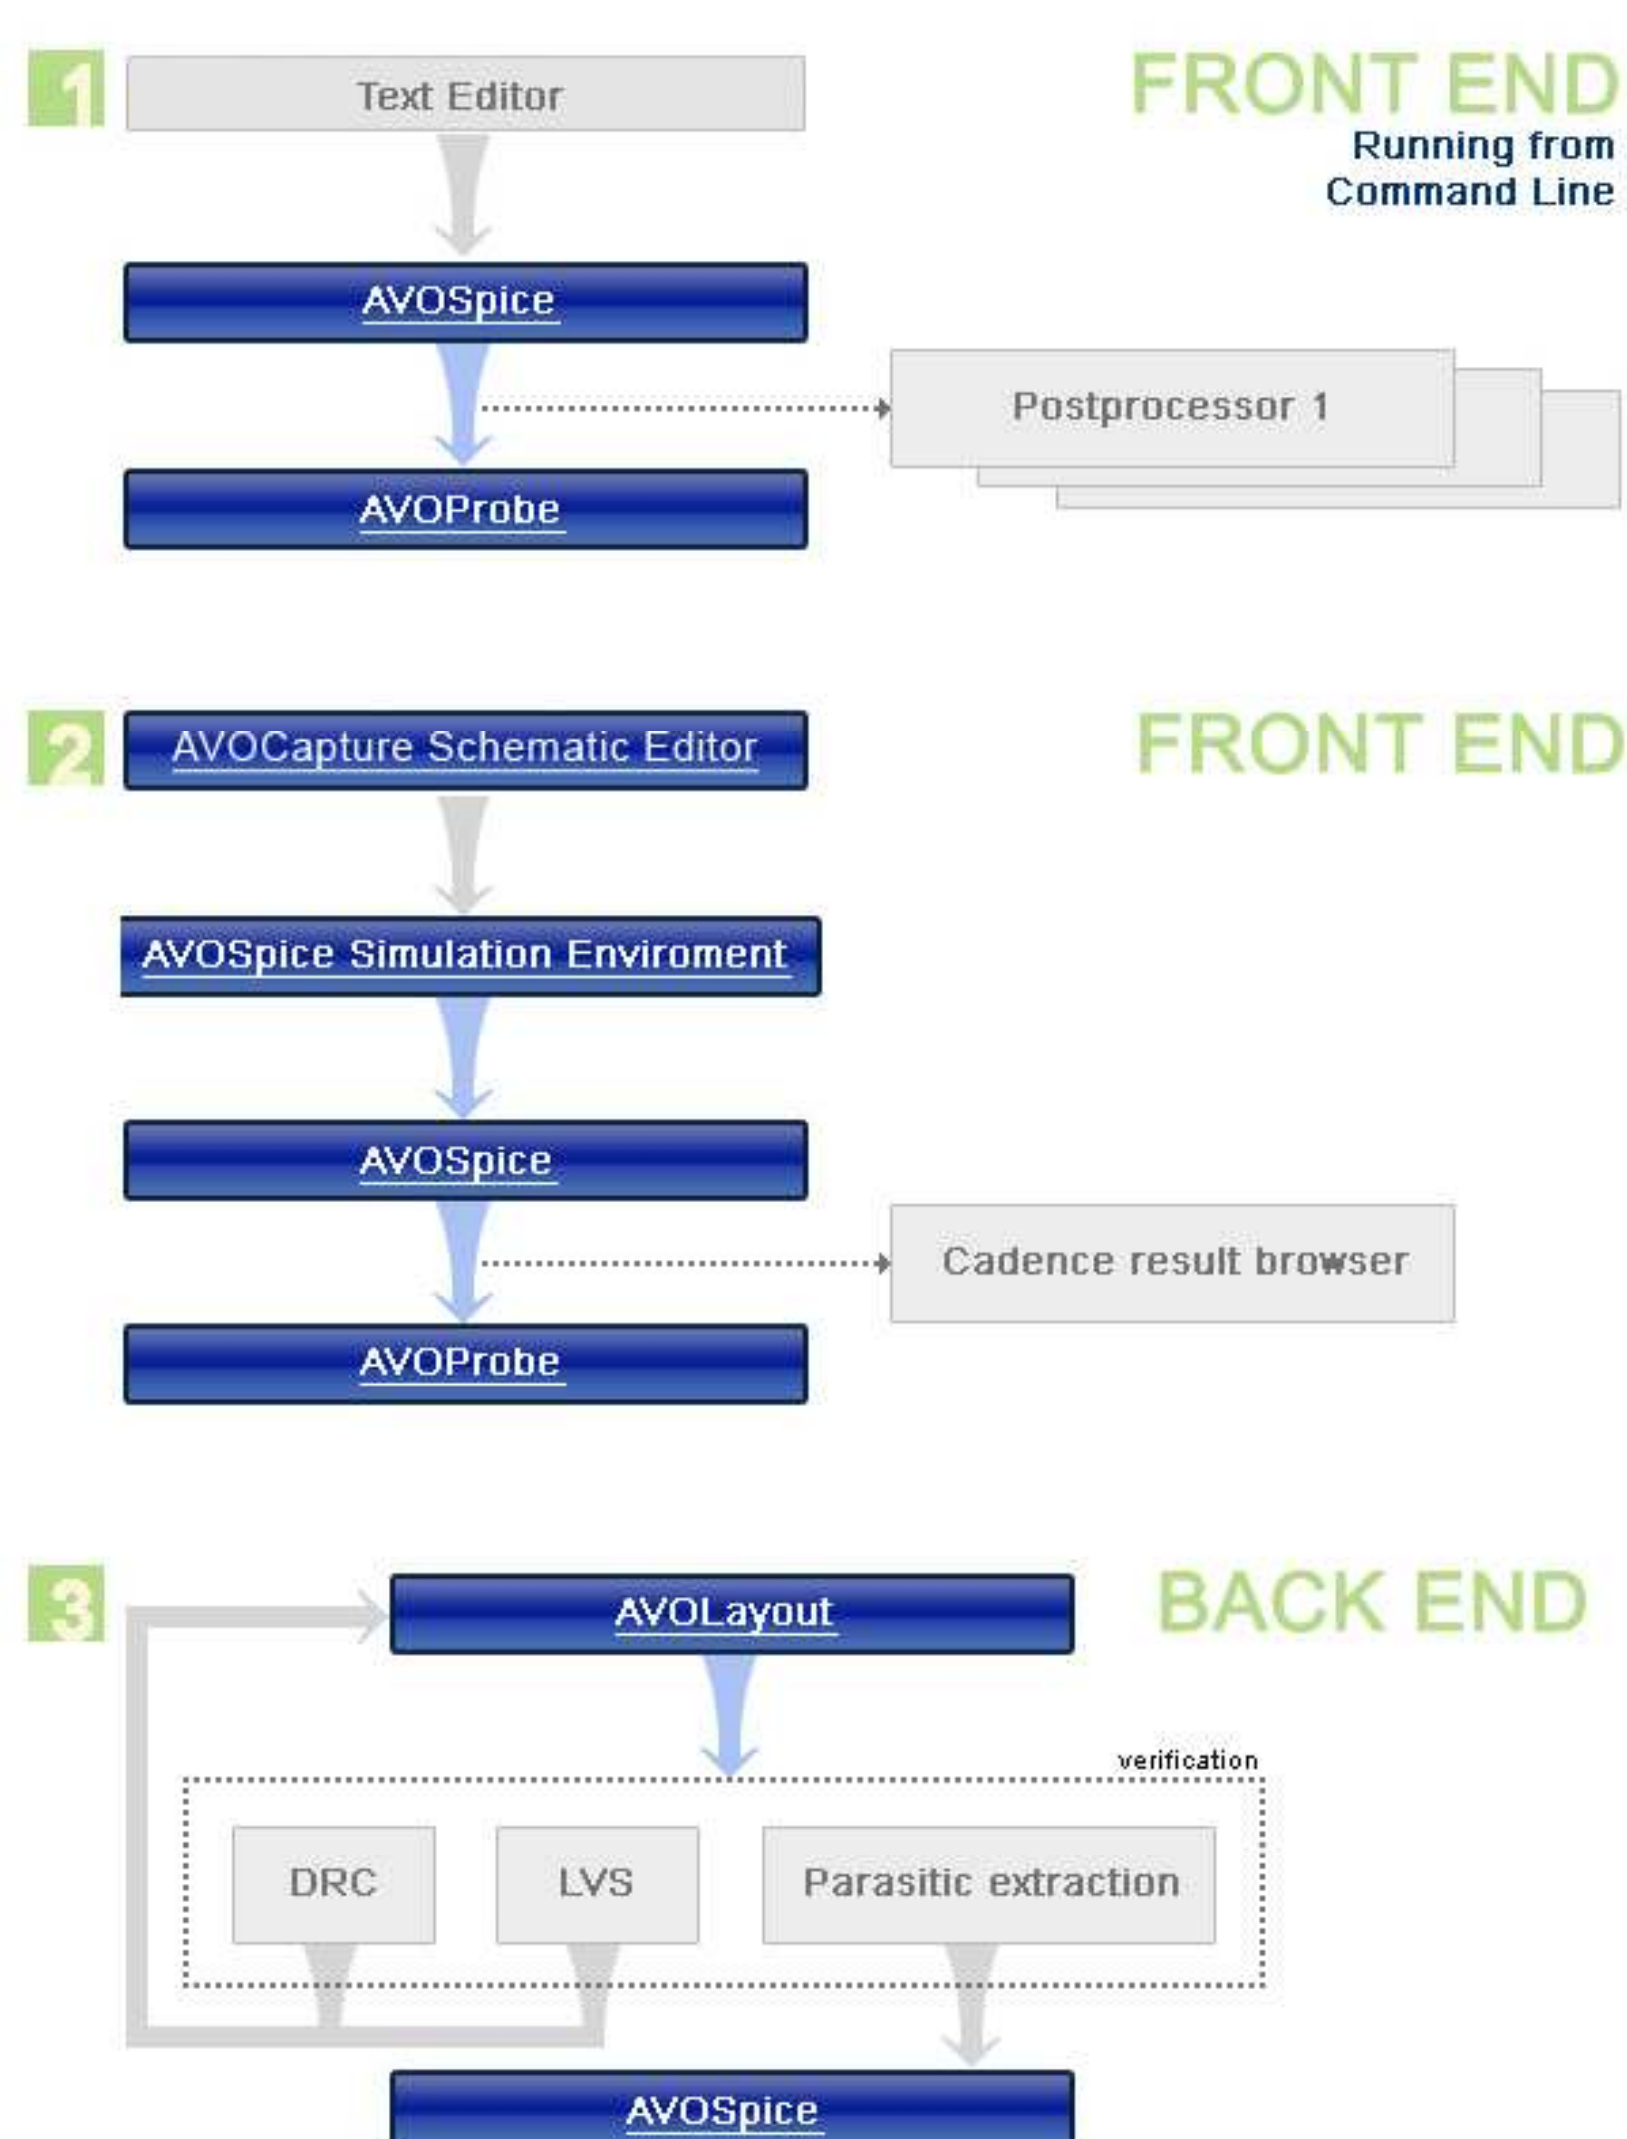 1
Text Editor
FRONT END
Running from
Command Line
AVOSpice
Postprocessor 1
AVOProbe
2
AVOCapture Schematic Editor
FRONT END
AVOSpice Simulation Enviroment
AVOSpice
Cadence result browser
AVOProbe
3
AVOLayout
BACK END
verification
DRC
LVS
Parasitic extraction
AVOSpice